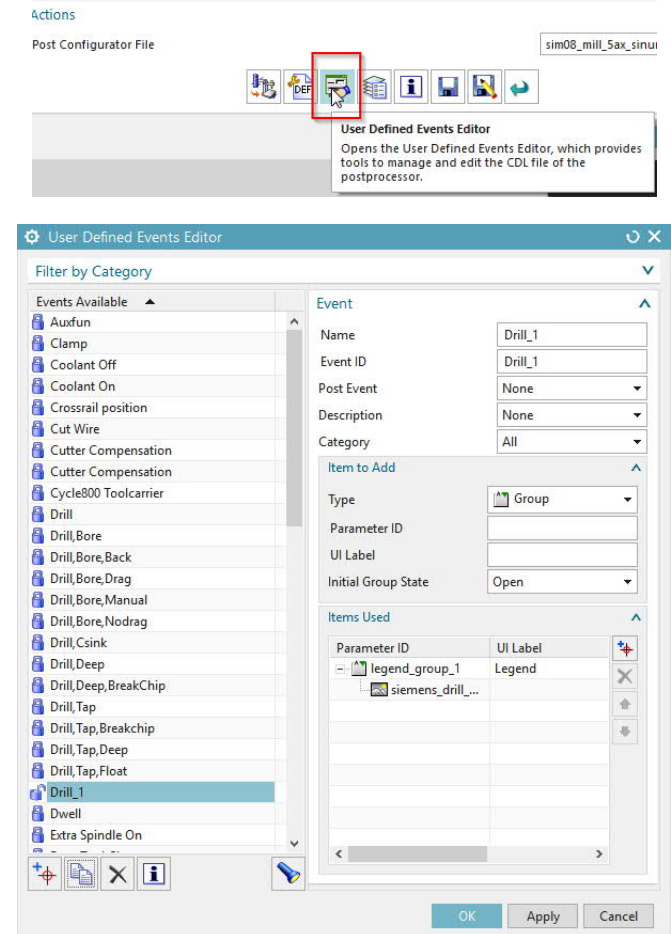 Actions
Post Configurator File
sim08_mill_5ax_sinur
DEF
User Defined Events Editor
Opens the User Defined Events Editor, which provides
tools to manage and edit the CDL file of the
postprocessor.
User Defined Events Editor
Filter by Category
Events Available
Auxfun
Clamp
Coolant Off
Coolant On
Crossrail position
Cut Wire
Cutter Compensation
Cutter Compensation
Cycle800 Toolcarrier
Drill
Drill,Bore
Drill,Bore,Back
Drill,Bore,Drag
Drill,Bore,Manual
Drill,Bore,Nodrag
Drill,Csink
Drill,Deep
Drill,Deep,BreakChip
Drill,Tap
Drill,Tap,Breakchip
Drill,Tap,Deep
Drill,Tap,Float
Drill_1
Dwell
Extra Spindle On
Event
Name Drill_1
Event ID Drill_1
Post Event None
Description None
Category All
Item to Add
Type Group
Parameter ID
UI Label
Initial Group State Open
Items Used
Parameter ID UI Label
legend_group_1 Legend
siemens_drill_...
OK Apply Cancel